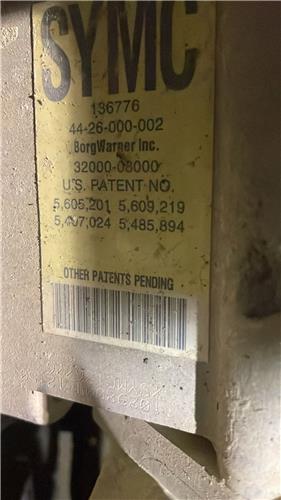 SYMC
136776
44-26-000-002
BorgWarner Inc.
32000-08000
U.S. PATENT NO.
5,605,201 5,609,219
5,407,024 5,485,894
OTHER PATENTS PENDING